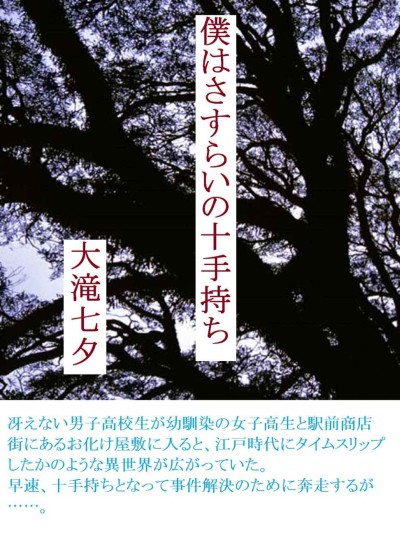 僕はさすらいの十手持ち
大滝七夕
冴えない男子高校生が幼馴染の女子高生と駅前商店
街にあるお化け屋敷に入ると、江戸時代にタイムスリップ
したかのような異世界が広がっていた。
早速、十手持ちとなって事件解決のために奔走するが
……。